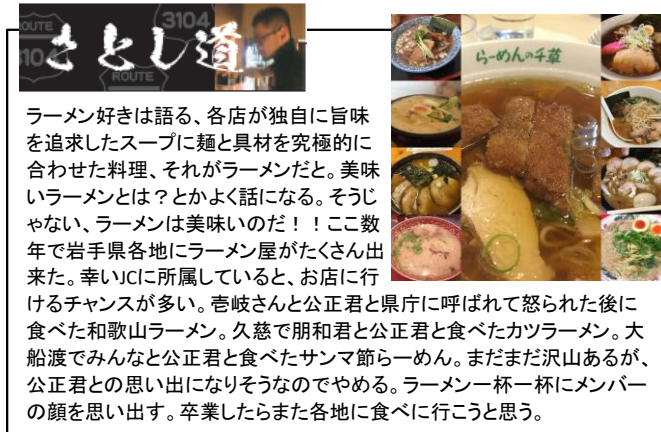 ROUTE
3104
310
さとし道
ROUTE
らーめんの千草
ラーメン好きは語る、各店が独自に旨味
を追求したスープに麺と具材を究極的に
合わせた料理、それがラーメンだと。美味
いラーメンとは？とかよく話になる。そうじ
ゃない、ラーメンは美味いのだ！！ここ数
年で岩手県各地にラーメン屋がたくさん出
来た。幸いJCに所属していると、お店に行
けるチャンスが多い。壱岐さんと公正君と県庁に呼ばれて怒られた後に
食べた和歌山ラーメン。久慈で朋和君と公正君と食べたカツラーメン。大
船渡でみんなと公正君と食べたサンマ節らーめん。まだまだ沢山あるが、
公正君との思い出になりそうなのでやめる。ラーメン一杯一杯にメンバー
の顔を思い出す。卒業したらまた各地に食べに行こうと思う。